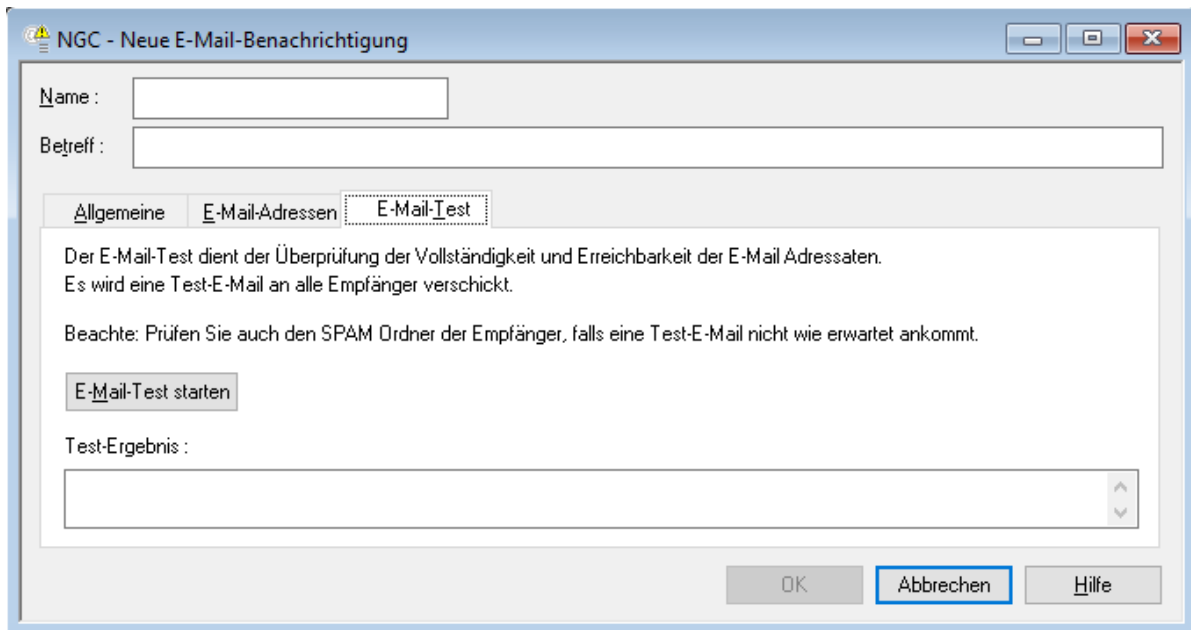 NGC - Neue E-Mail-Benachrichtigung
Name :
Betreff :
Allgemeine E-Mail-Adressen E-Mail-Test
Der E-Mail-Test dient der Überprüfung der Vollständigkeit und Erreichbarkeit der E-Mail Adressaten.
Es wird eine Test-E-Mail an alle Empfänger verschickt.
Beachte: Prüfen Sie auch den SPAM Ordner der Empfänger, falls eine Test-E-Mail nicht wie erwartet ankommt.
E-Mail-Test starten
Test-Ergebnis :
OK Abbrechen Hilfe